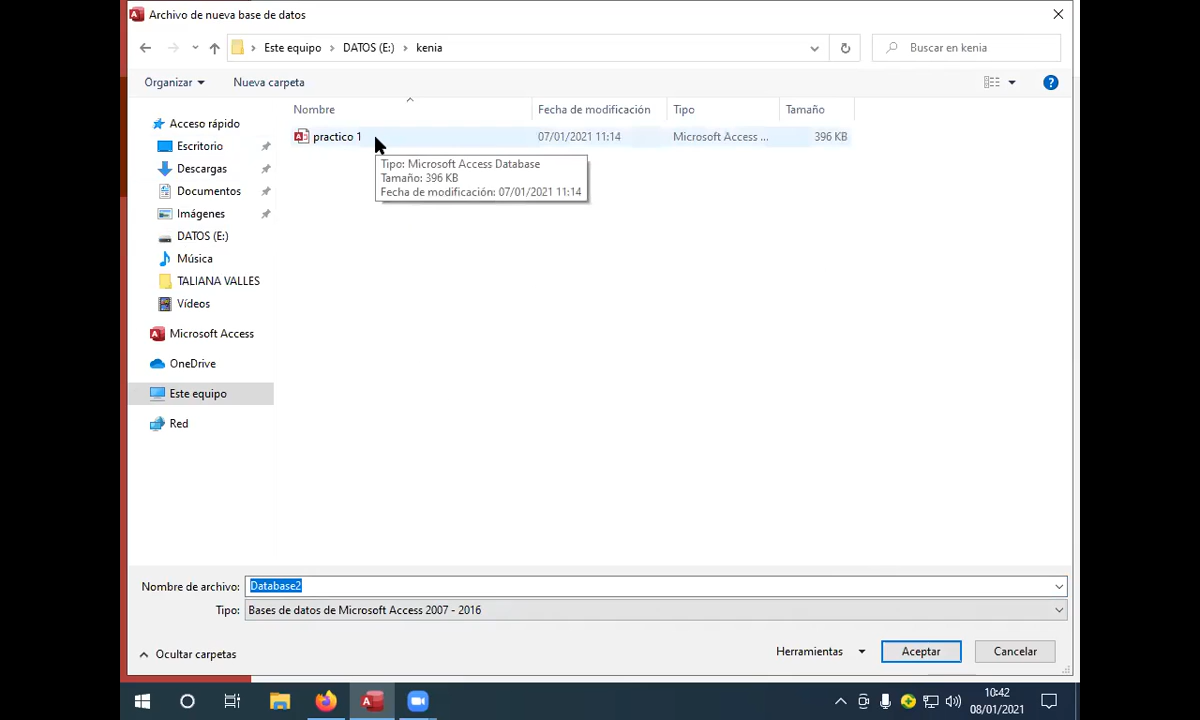 Archivo de nueva base de datos
Este equipo > DATOS (E:) > kenia
Buscar en kenia
Organizar
Nueva carpeta
Nombre
Fecha de modificación
Tipo
Tamaño
practico 1
07/01/2021 11:14
Microsoft Access ...
396 KB
Tipo: Microsoft Access Database
Tamaño: 396 KB
Fecha de modificación: 07/01/2021 11:14
Acceso rápido
Escritorio
Descargas
Documentos
Imágenes
DATOS (E:)
Música
TALIANA VALLES
Vídeos
Microsoft Access
OneDrive
Este equipo
Red
Nombre de archivo: Database2
Tipo: Bases de datos de Microsoft Access 2007 - 2016
Ocultar carpetas
Herramientas
Aceptar
Cancelar
10:42
08/01/2021